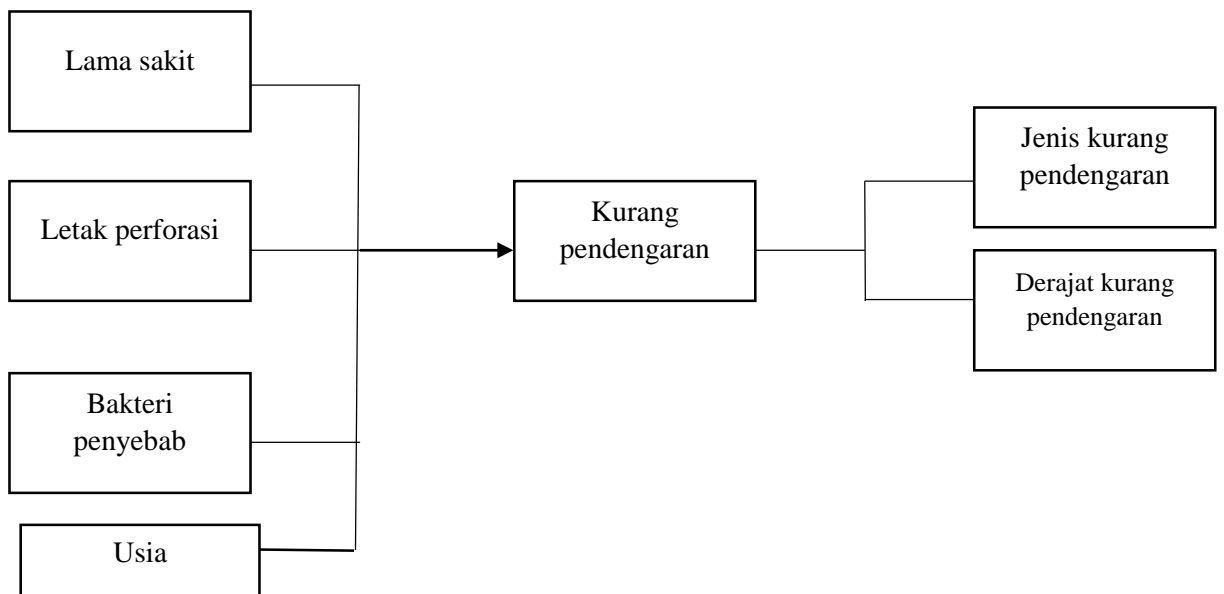 Lama sakit
Letak perforasi
Bakteri
penyebab
Usia
Kurang
pendengaran
Jenis kurang
pendengaran
Derajat kurang
pendengaran